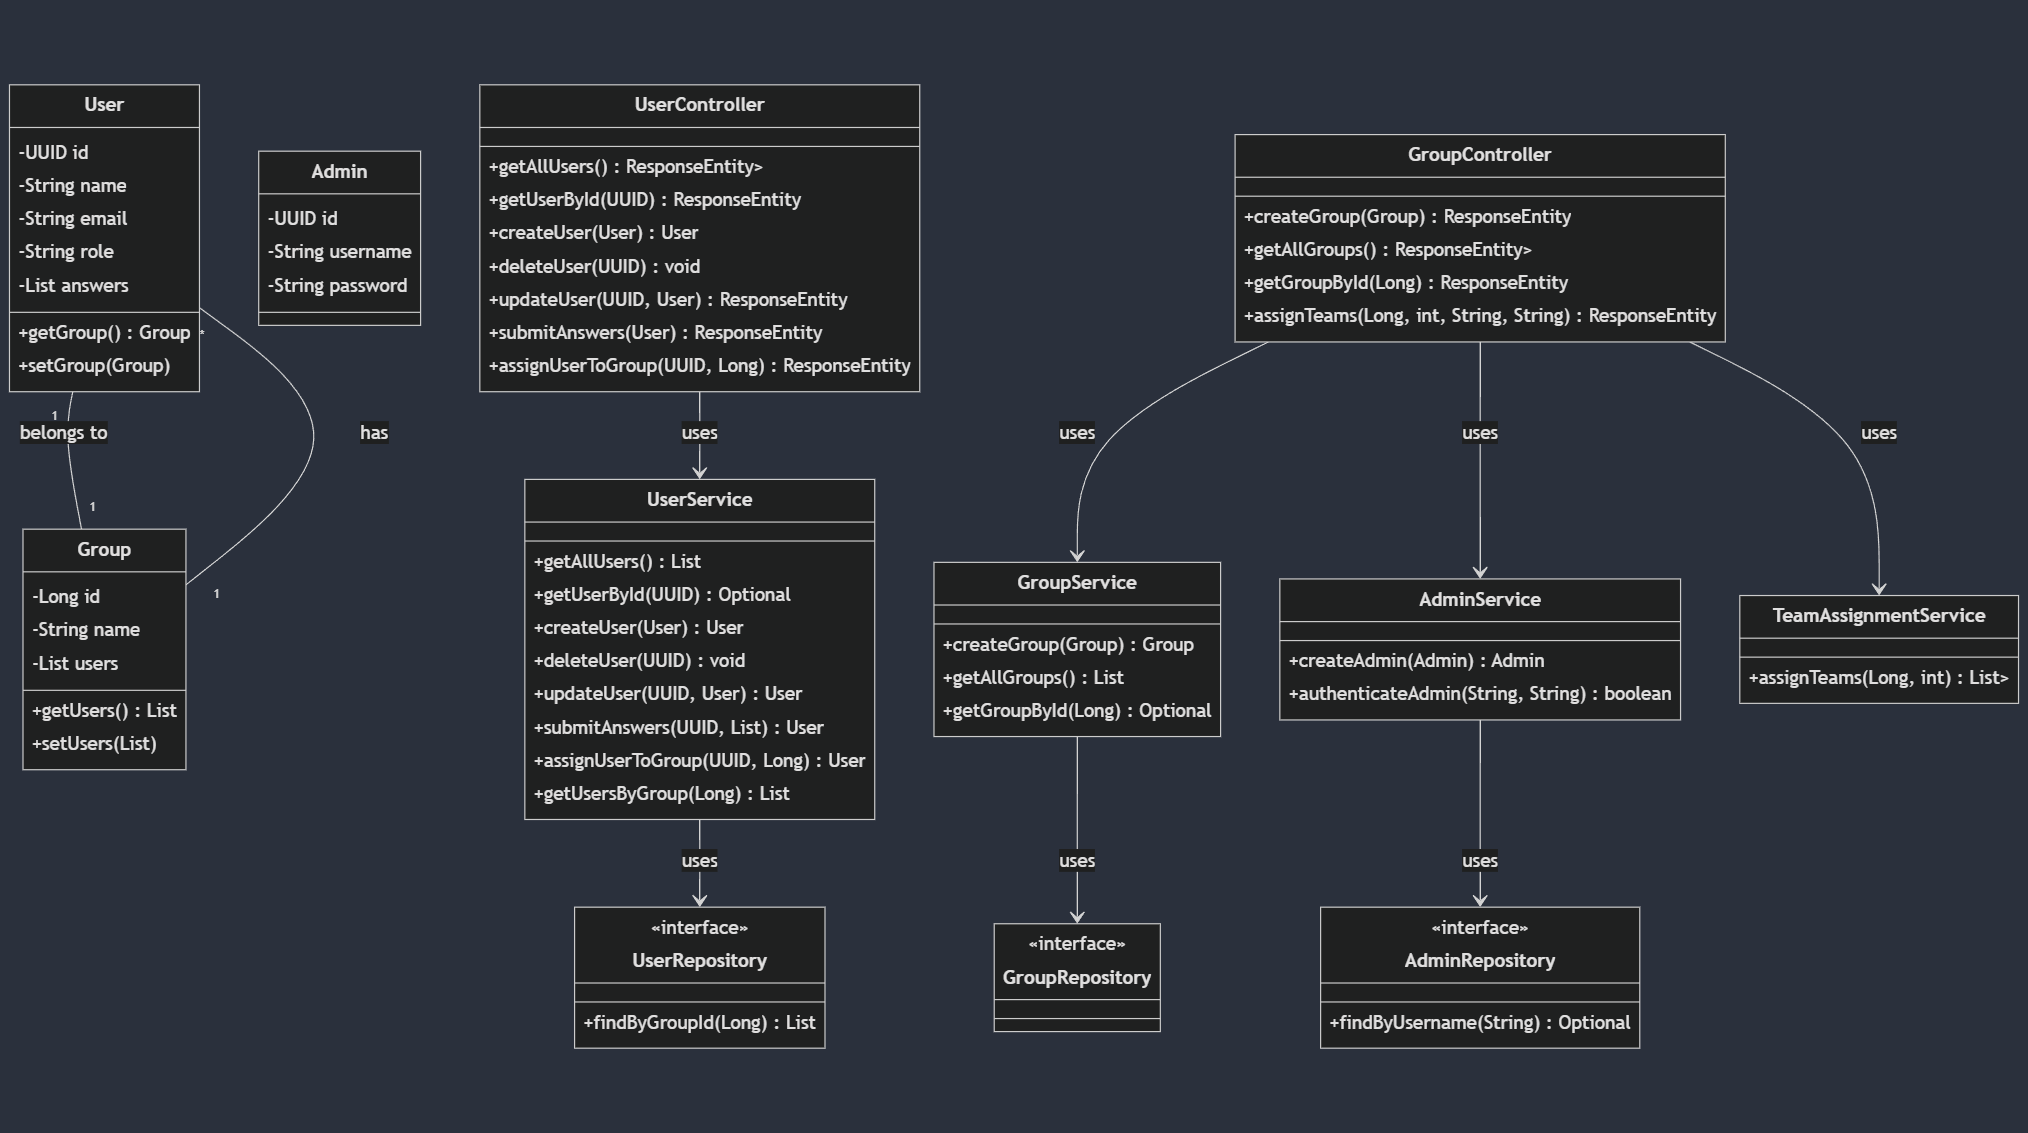 User
-UUID id
-String name
-String email
-String role
-List answers
+getGroup() : Group
+setGroup(Group)
*
1
belongs to
has
1
1
Group
-Long id
-String name
-List users
+getUsers() : List
+setUsers(List)
Admin
-UUID id
-String username
-String password
UserController
+getAllUsers() : ResponseEntity>
+getUserById(UUID) : ResponseEntity
+createUser(User) : User
+deleteUser(UUID) : void
+updateUser(UUID, User) : ResponseEntity
+submitAnswers(User) : ResponseEntity
+assignUserToGroup(UUID, Long) : ResponseEntity
uses
UserService
+getAllUsers() : List
+getUserById(UUID) : Optional
+createUser(User) : User
+deleteUser(UUID) : void
+updateUser(UUID, User) : User
+submitAnswers(UUID, List) : User
+assignUserToGroup(UUID, Long) : User
+getUsersByGroup(Long) : List
uses
«interface»
UserRepository
+findByGroupId(Long) : List
GroupController
+createGroup(Group) : ResponseEntity
+getAllGroups() : ResponseEntity>
+getGroupById(Long) : ResponseEntity
+assignTeams(Long, int, String, String) : ResponseEntity
uses
uses
uses
GroupService
+createGroup(Group) : Group
+getAllGroups() : List
+getGroupById(Long) : Optional
uses
«interface»
GroupRepository
AdminService
+createAdmin(Admin) : Admin
+authenticateAdmin(String, String) : boolean
uses
«interface»
AdminRepository
+findByUsername(String) : Optional
TeamAssignmentService
+assignTeams(Long, int) : List>